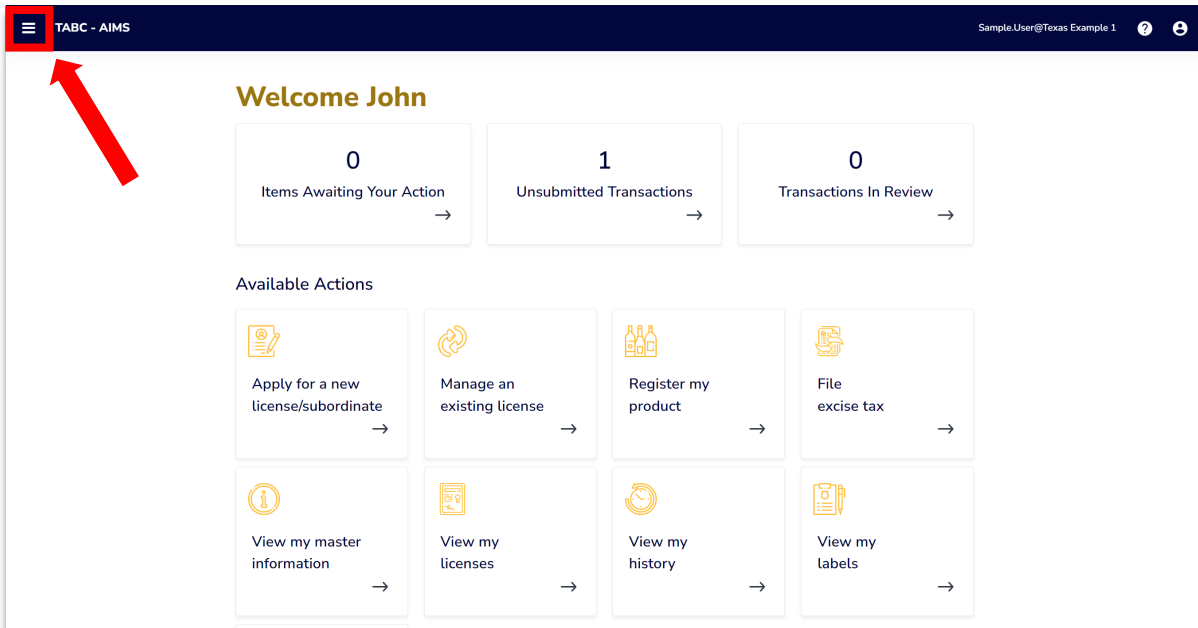 TABC - AIMS
Sample.User@Texas Example 1
Welcome John
0
Items Awaiting Your Action
1
Unsubmitted Transactions
0
Transactions In Review
Available Actions
Apply for a new
license/subordinate
Manage an
existing license
Register my
product
File
excise tax
View my master
information
View my
licenses
View my
history
View my
labels